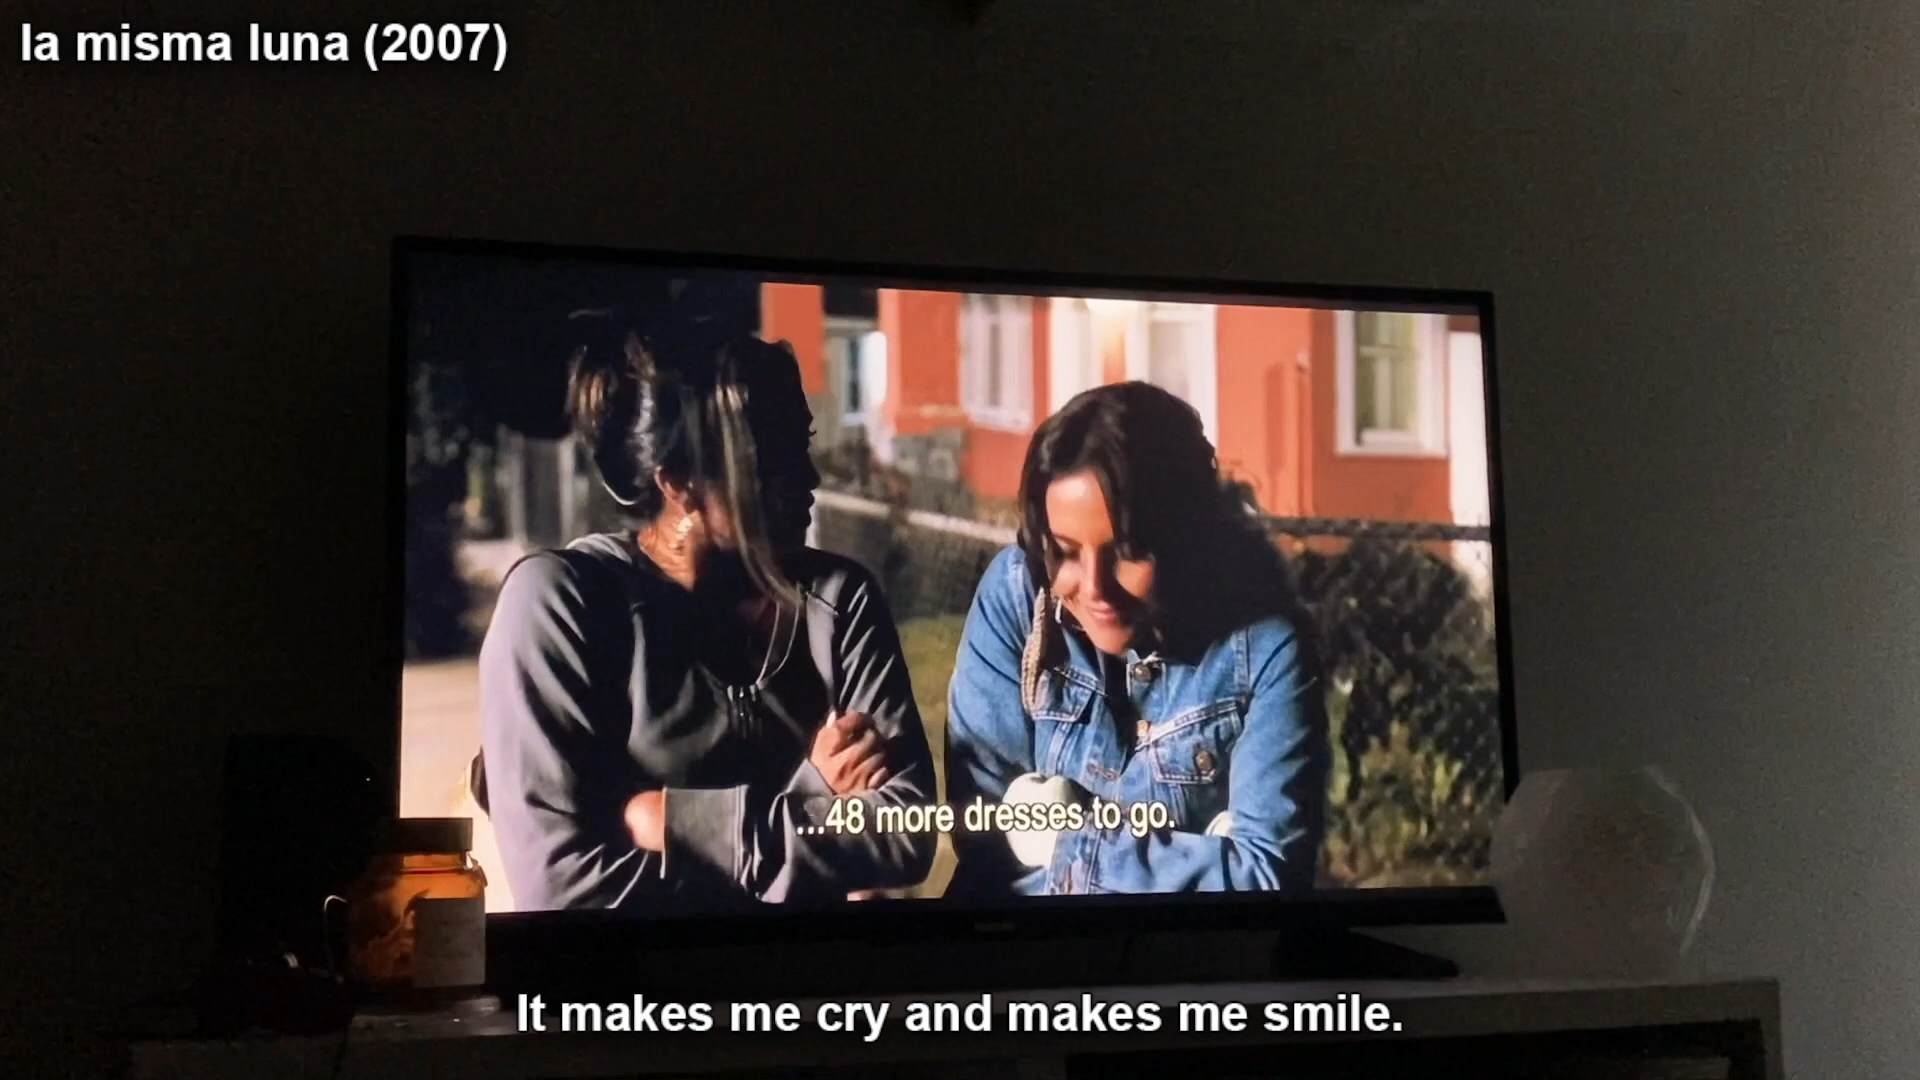 la misma luna (2007)
...48 more dresses to go.
It makes me cry and makes me smile.